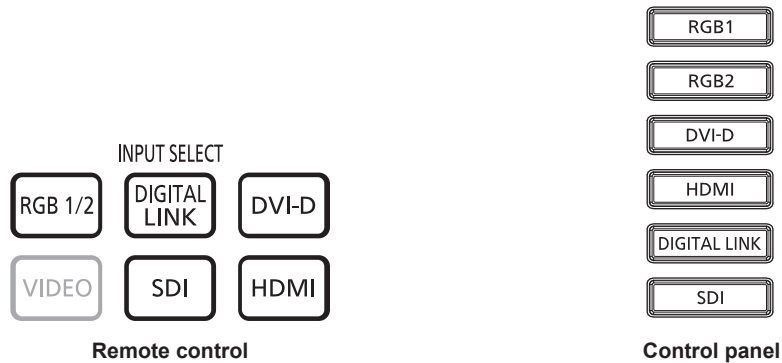 INPUT SELECT
RGB 1/2
DIGITAL
LINK
DVI-D
VIDEO
SDI
HDMI
Remote control
RGB1
RGB2
DVI-D
HDMI
DIGITAL LINK
SDI
Control panel